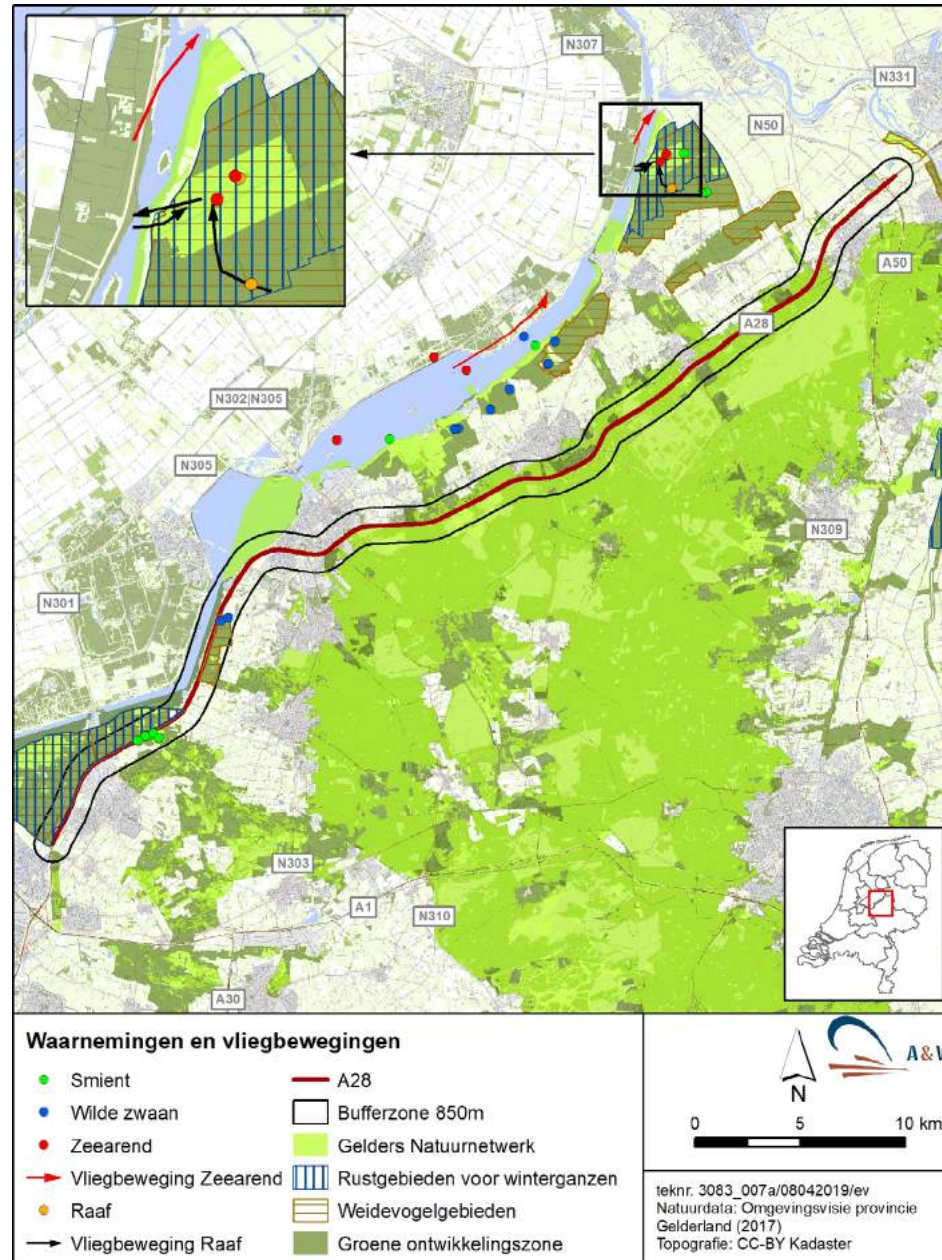 N307
N331
N50
A50
A28
N302|N305
N305
N309
N301
N303
A1
N310
A30
Waarnemingen en vliegbewegingen
Smient
Wilde zwaan
Zeearend
Vliegbeweging Zeearend
Raaf
Vliegbeweging Raaf
A28
Bufferzone 850m
Gelders Natuurnetwerk
Rustgebieden voor winterganzen
Weidevogelgebieden
Groene ontwikkelingszone
N
0 5 10 km
teknr. 3083_007a/08042019/ev
Natuurdata: Omgevingsvisie provincie
Gelderland (2017)
Topografie: CC-BY Kadaster